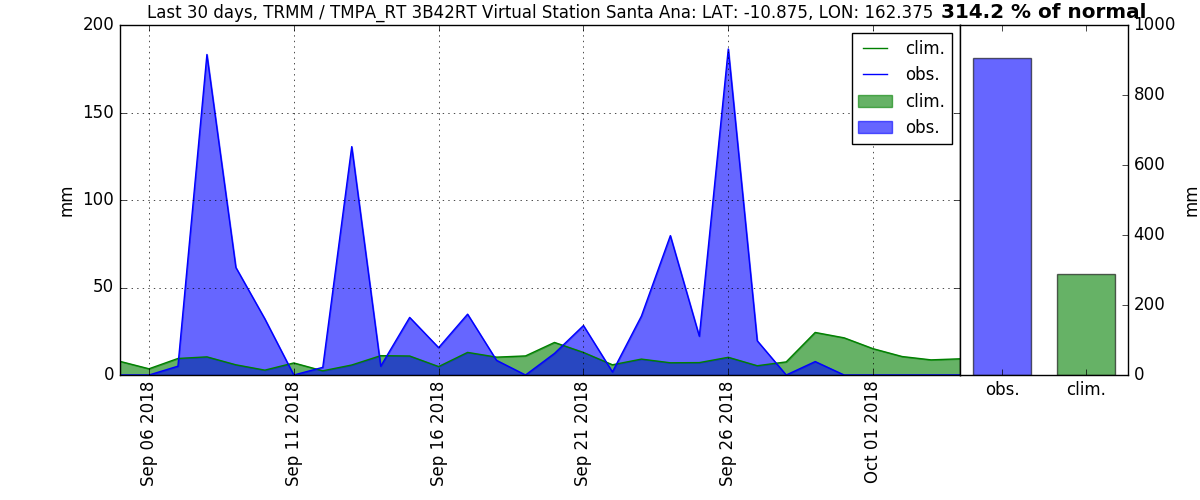 Last 30 days, TRMM / TMPA_RT 3B42RT Virtual Station Santa Ana: LAT: -10.875, LON: 162.375 314.2 % of normal
200
150
100
50
0
mm
clim.
obs.
clim.
obs.
1000
800
600
400
200
0
mm
Sep 06 2018
Sep 11 2018
Sep 16 2018
Sep 21 2018
Sep 26 2018
Oct 01 2018
obs.
clim.